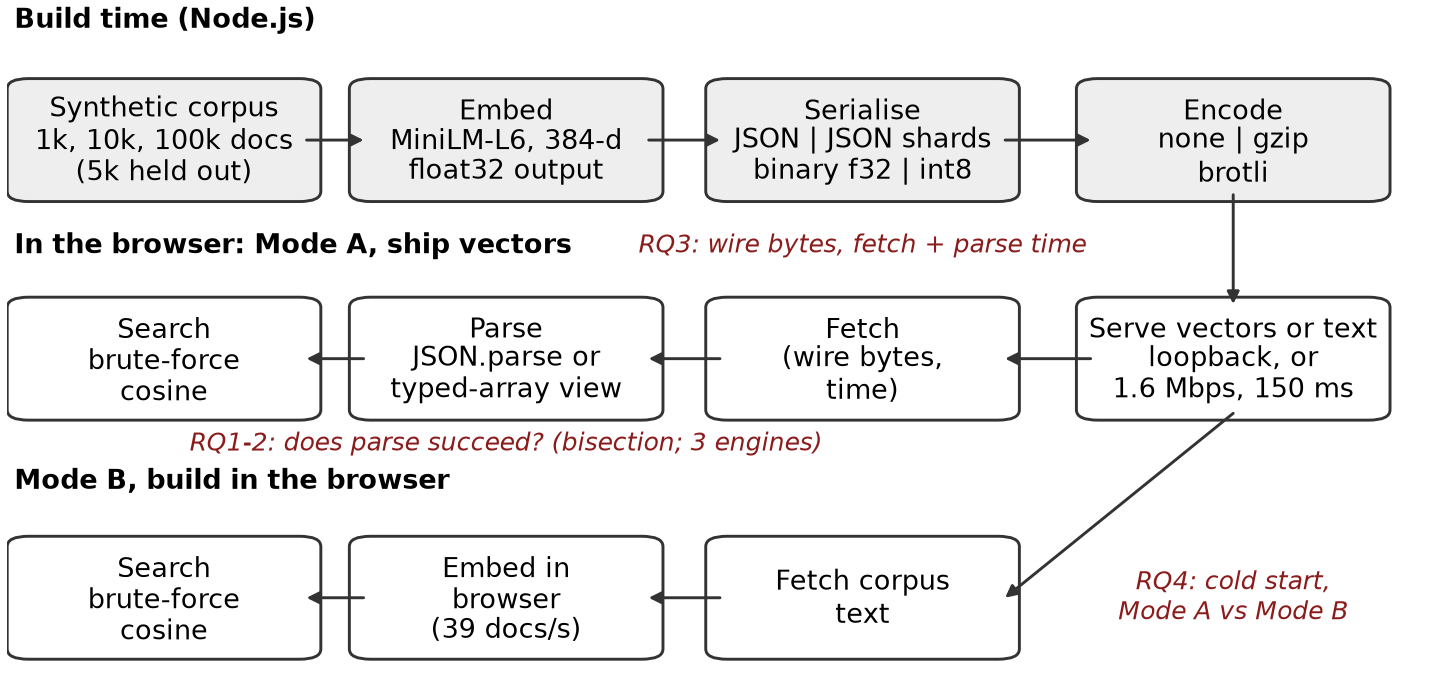 Build time (Node.js)
Synthetic corpus
1k, 10k, 100k docs
(5k held out)
Embed
MiniLM-L6, 384-d
float32 output
Serialise
JSON | JSON shards
binary f32 | int8
Encode
none | gzip
brotli
In the browser: Mode A, ship vectors
RQ3: wire bytes, fetch + parse time
Search
brute-force
cosine
Parse
JSON.parse or
typed-array view
Fetch
(wire bytes,
time)
Serve vectors or text
loopback, or
1.6 Mbps, 150 ms
RQ1-2: does parse succeed? (bisection; 3 engines)
Mode B, build in the browser
Search
brute-force
cosine
Embed in
browser
(39 docs/s)
Fetch corpus
text
RQ4: cold start,
Mode A vs Mode B